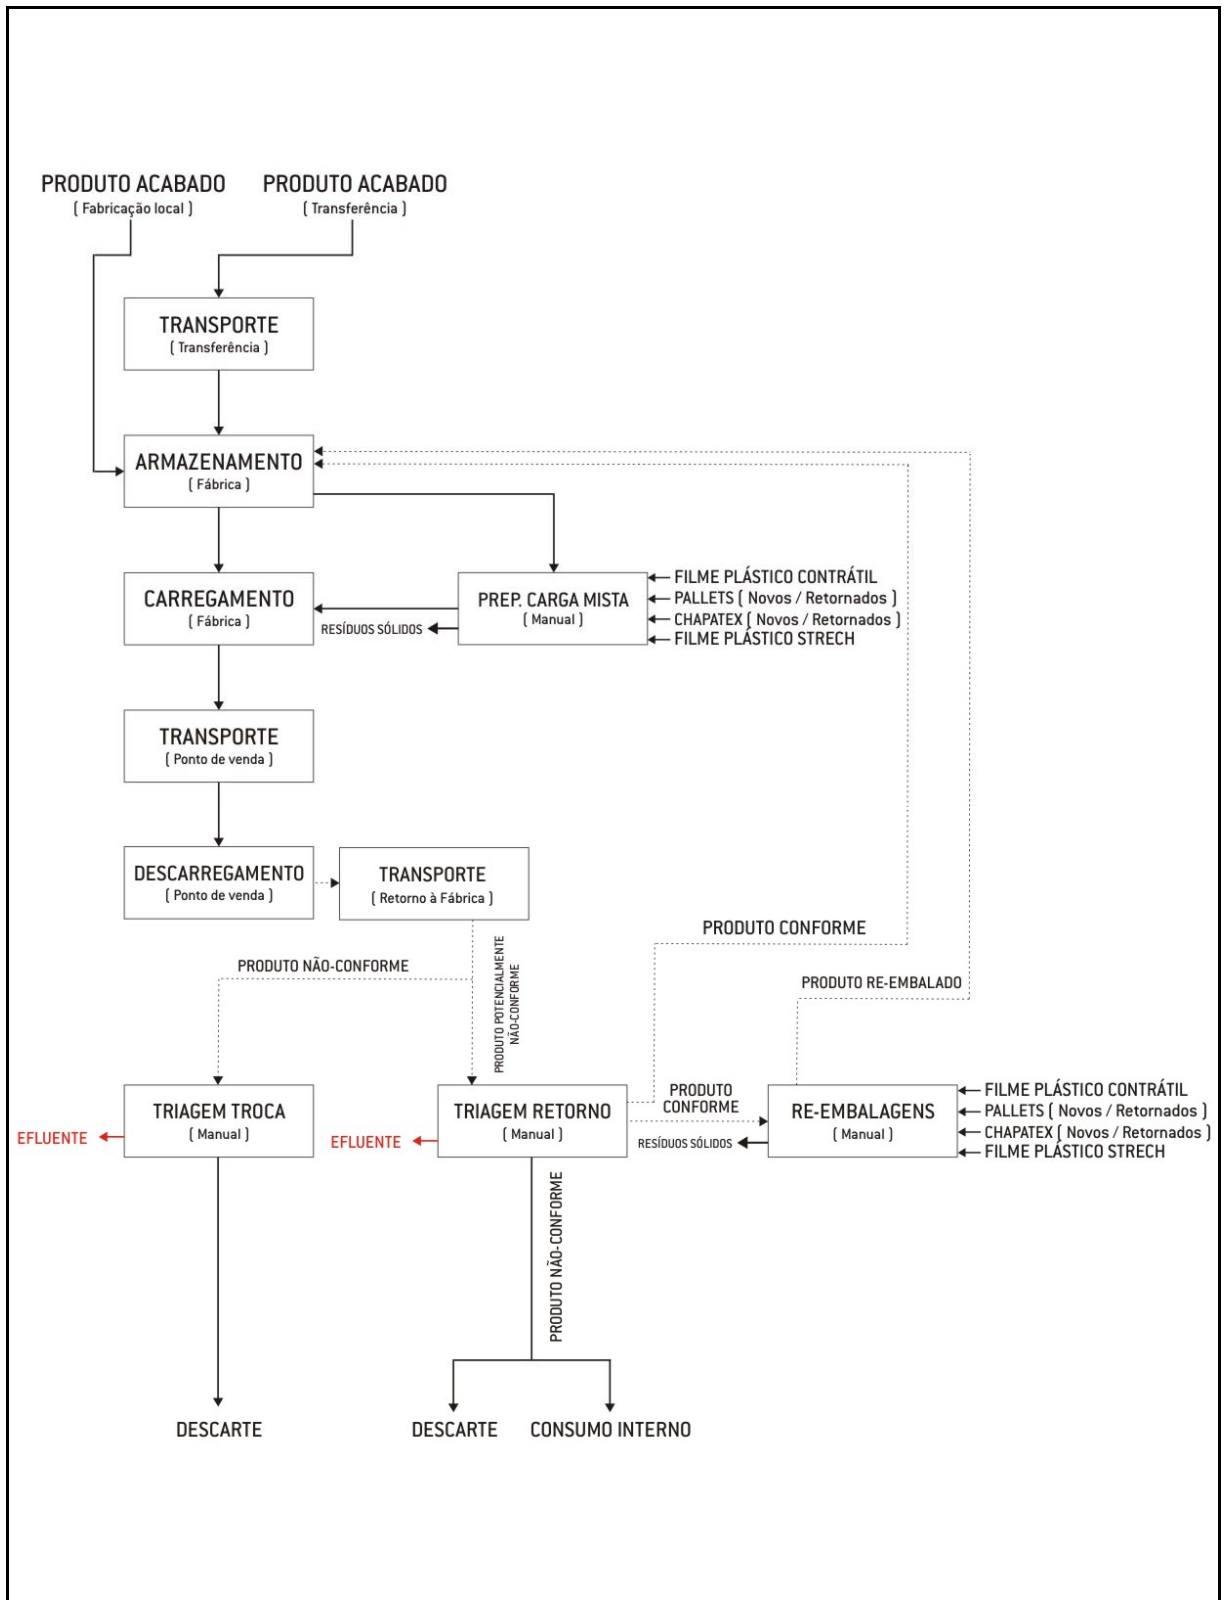 PRODUTO ACABADO
( Fabricação local )
PRODUTO ACABADO
( Transferência )
TRANSPORTE
( Transferência )
ARMAZENAMENTO
( Fábrica )
CARREGAMENTO
( Fábrica )
RESÍDUOS SÓLIDOS
PREP. CARGA MISTA
( Manual )
FILME PLÁSTICO CONTRÁTIL
PALLETS ( Novos / Retornados )
CHAPATEX ( Novos / Retornados )
FILME PLÁSTICO STRECH
TRANSPORTE
( Ponto de venda )
DESCARREGAMENTO
( Ponto de venda )
TRANSPORTE
( Retorno à Fábrica )
PRODUTO CONFORME
PRODUTO NÃO-CONFORME
PRODUTO POTENCIALMENTE
NÃO-CONFORME
PRODUTO RE-EMBALADO
EFLUENTE
TRIAGEM TROCA
( Manual )
EFLUENTE
TRIAGEM RETORNO
( Manual )
PRODUTO
CONFORME
RESÍDUOS SÓLIDOS
RE-EMBALAGENS
( Manual )
FILME PLÁSTICO CONTRÁTIL
PALLETS ( Novos / Retornados )
CHAPATEX ( Novos / Retornados )
FILME PLÁSTICO STRECH
PRODUTO NÃO-CONFORME
DESCARTE
DESCARTE
CONSUMO INTERNO